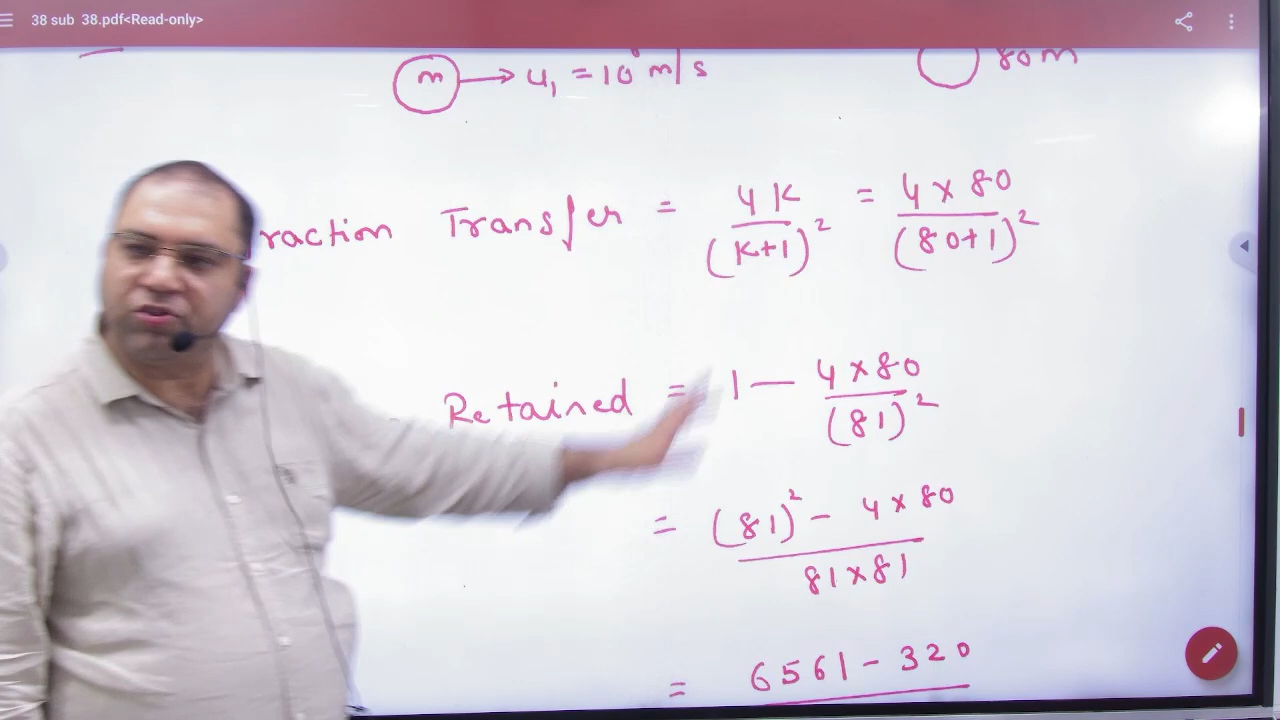 38 sub 38.pdf<Read-only>
m → u₁ = 10 m/s 80m
raction Transfer = 4K/(K+1)² = 4×80/(80+1)²
Retained = 1 — 4×80/(81)²
= (81)² - 4×80/81×81
= 6561 - 320